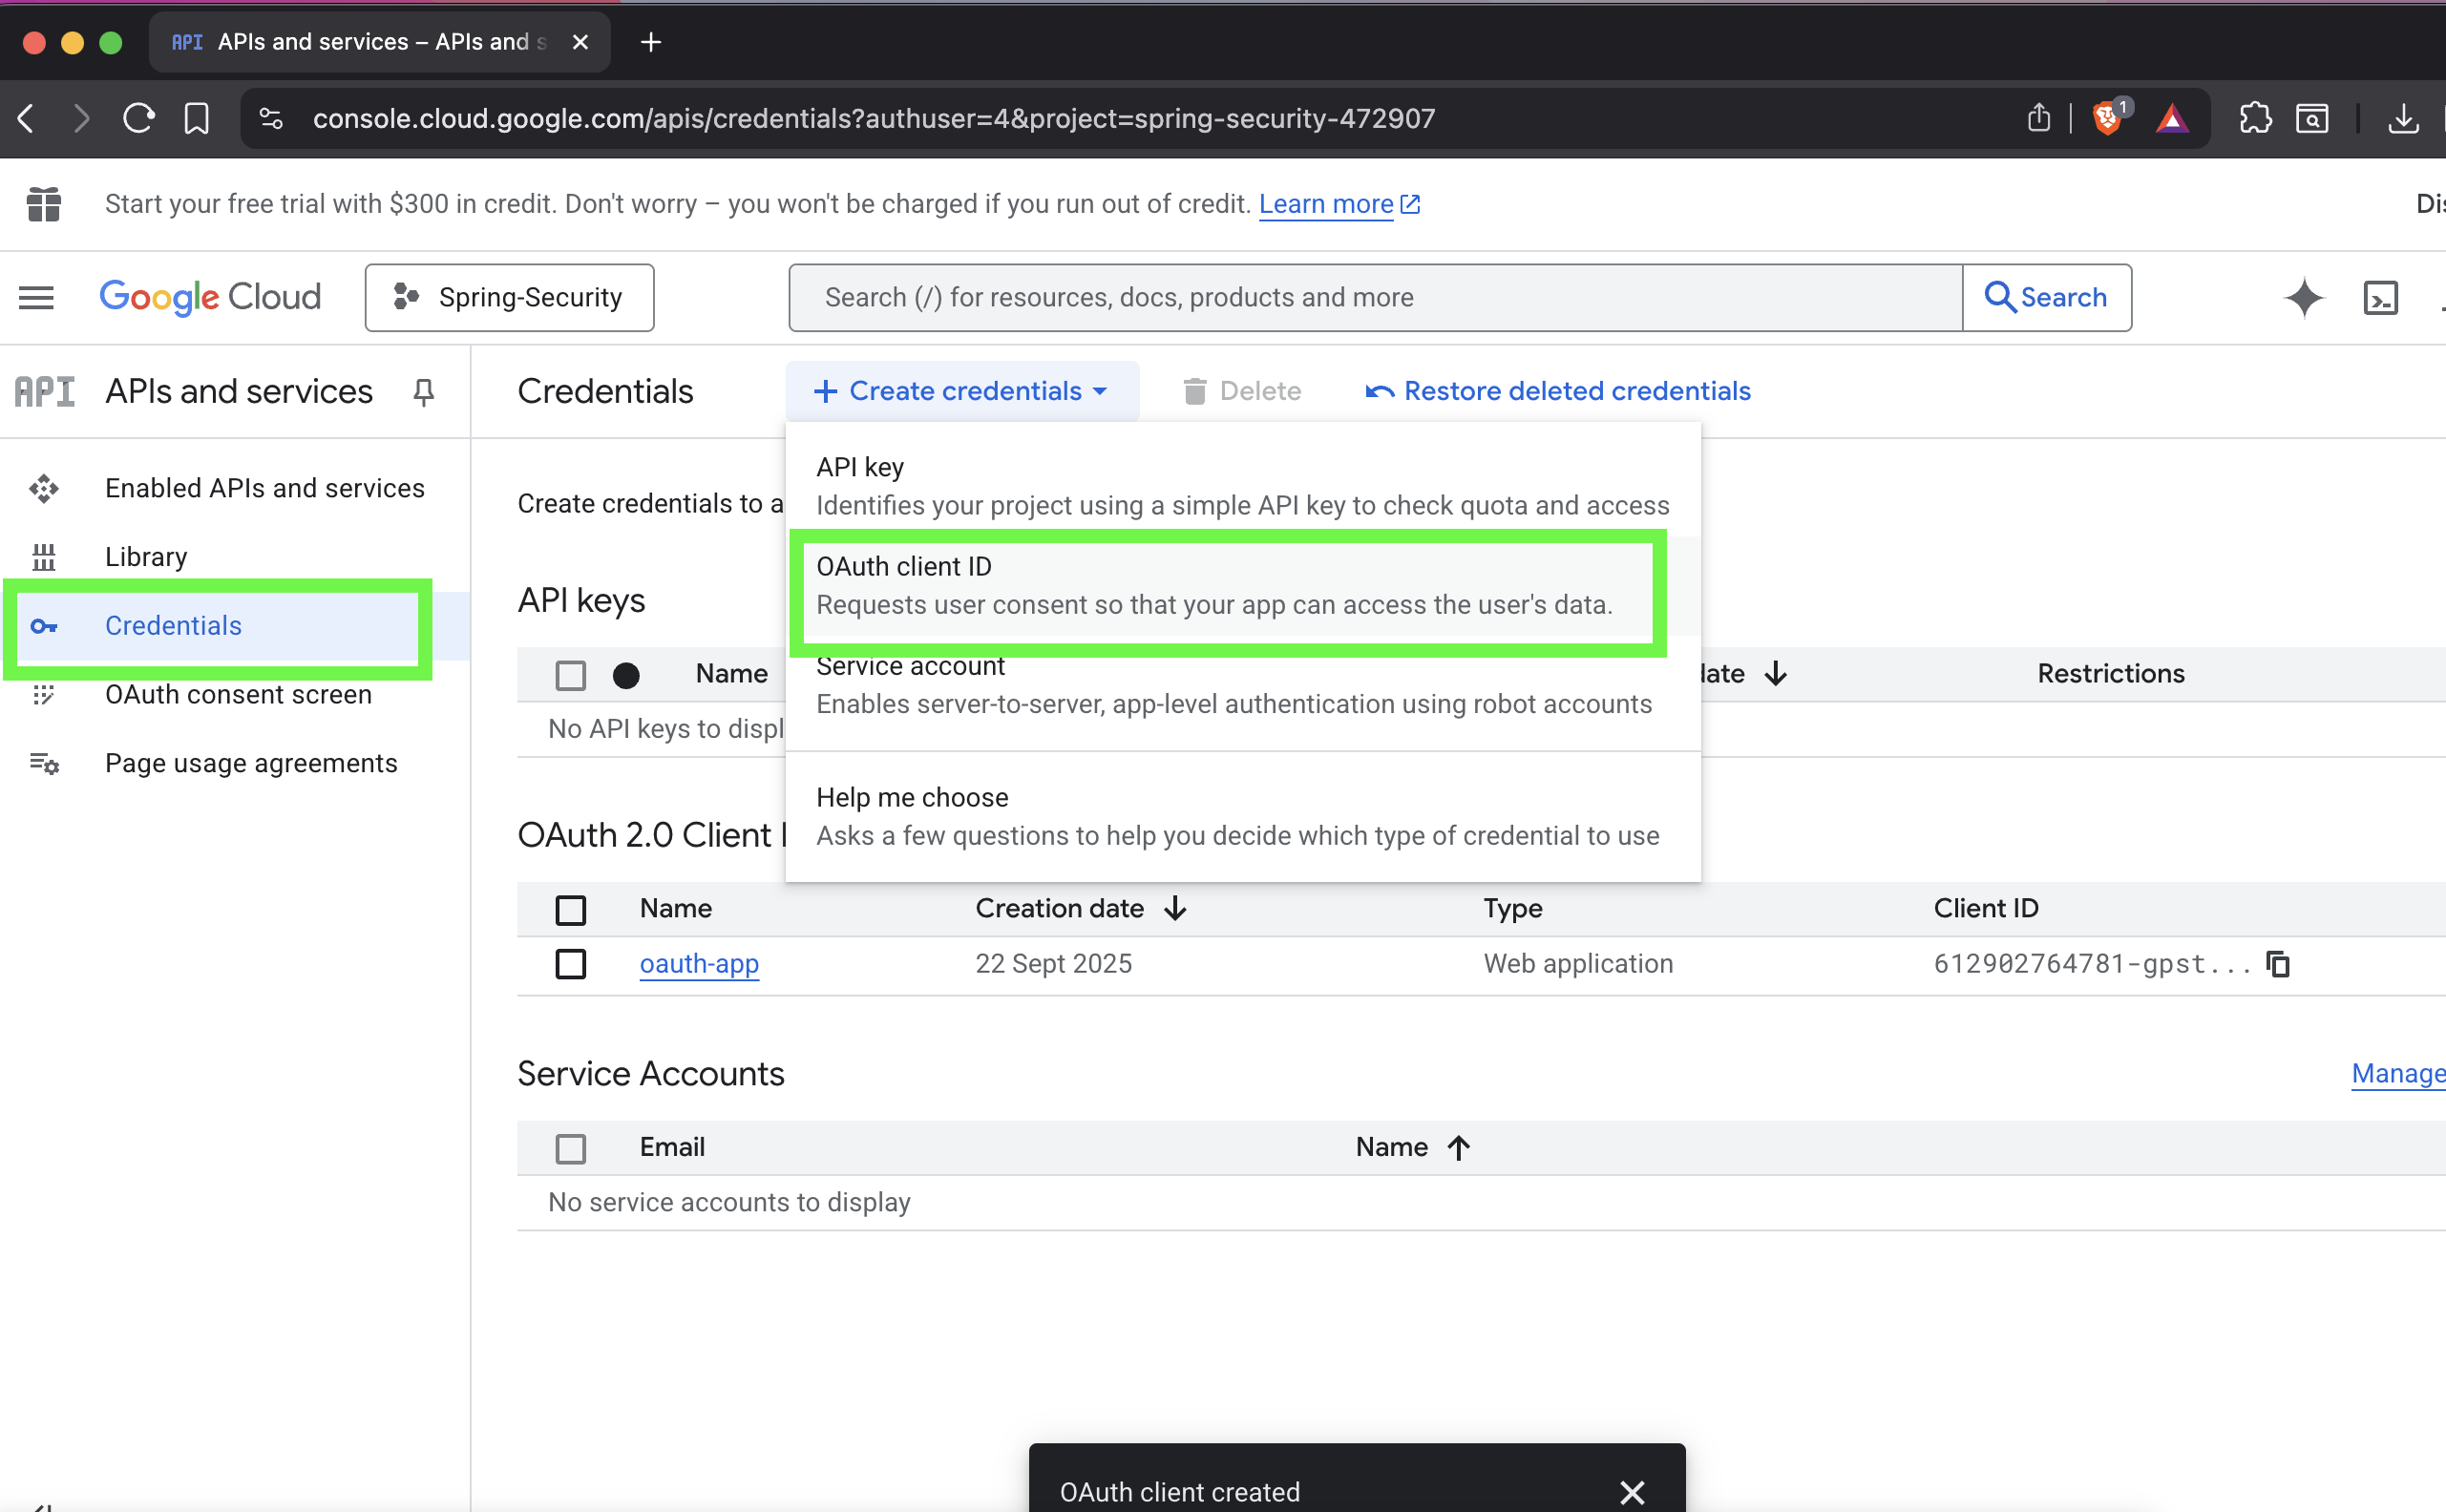 API APIs and services – APIs and s
console.cloud.google.com/apis/credentials?authuser=4&project=spring-security-472907
1
Start your free trial with $300 in credit. Don't worry – you won't be charged if you run out of credit. Learn more
Google Cloud
Spring-Security
Search (/) for resources, docs, products and more
Search
API APIs and services
Credentials
+ Create credentials
Delete
Restore deleted credentials
Enabled APIs and services
Library
Credentials
OAuth consent screen
Page usage agreements
Create credentials to a
API key
Identifies your project using a simple API key to check quota and access
OAuth client ID
Requests user consent so that your app can access the user's data.
Service account
Enables server-to-server, app-level authentication using robot accounts
Help me choose
Asks a few questions to help you decide which type of credential to use
API keys
Name
Restrictions
No API keys to displ
OAuth 2.0 Client
Name Creation date Type Client ID
oauth-app 22 Sept 2025 Web application 612902764781-gpst...
Service Accounts
Manage
Email Name
No service accounts to display
OAuth client created